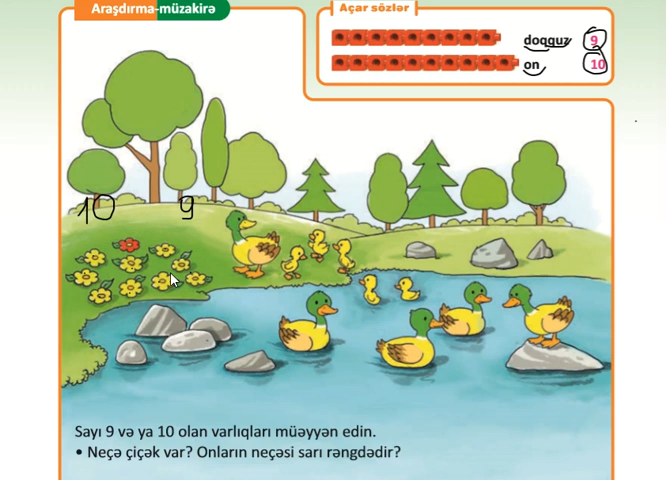 Araşdırma-müzakirə
Açar sözlər
doqquz 9
on 10
10 9
Sayı 9 və ya 10 olan varlıqları müəyyən edin.
• Neçə çiçək var? Onların neçəsi sarı rəngdədir?